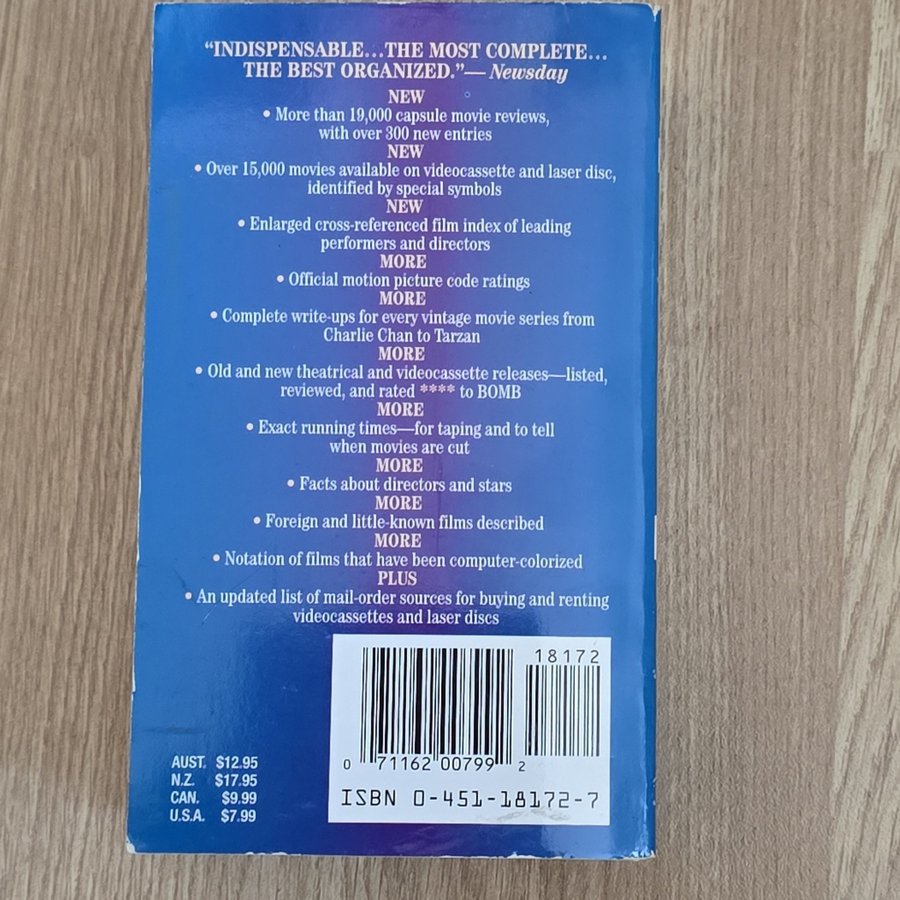 “INDISPENSABLE...THE MOST COMPLETE...
THE BEST ORGANIZED.”— Newsday
NEW
• More than 19,000 capsule movie reviews,
with over 300 new entries
NEW
• Over 15,000 movies available on videocassette and laser disc,
identified by special symbols
NEW
• Enlarged cross-referenced film index of leading
performers and directors
MORE
• Official motion picture code ratings
MORE
• Complete write-ups for every vintage movie series from
Charlie Chan to Tarzan
MORE
• Old and new theatrical and videocassette releases—listed,
reviewed, and rated **** to BOMB
MORE
• Exact running times—for taping and to tell
when movies are cut
MORE
• Facts about directors and stars
MORE
• Foreign and little-known films described
MORE
• Notation of films that have been computer-colorized
PLUS
• An updated list of mail-order sources for buying and renting
videocassettes and laser discs
AUST. $12.95
N.Z. $17.95
CAN. $9.99
U.S.A. $7.99
18172
0 71162 00799 2
ISBN 0-451-18172-7